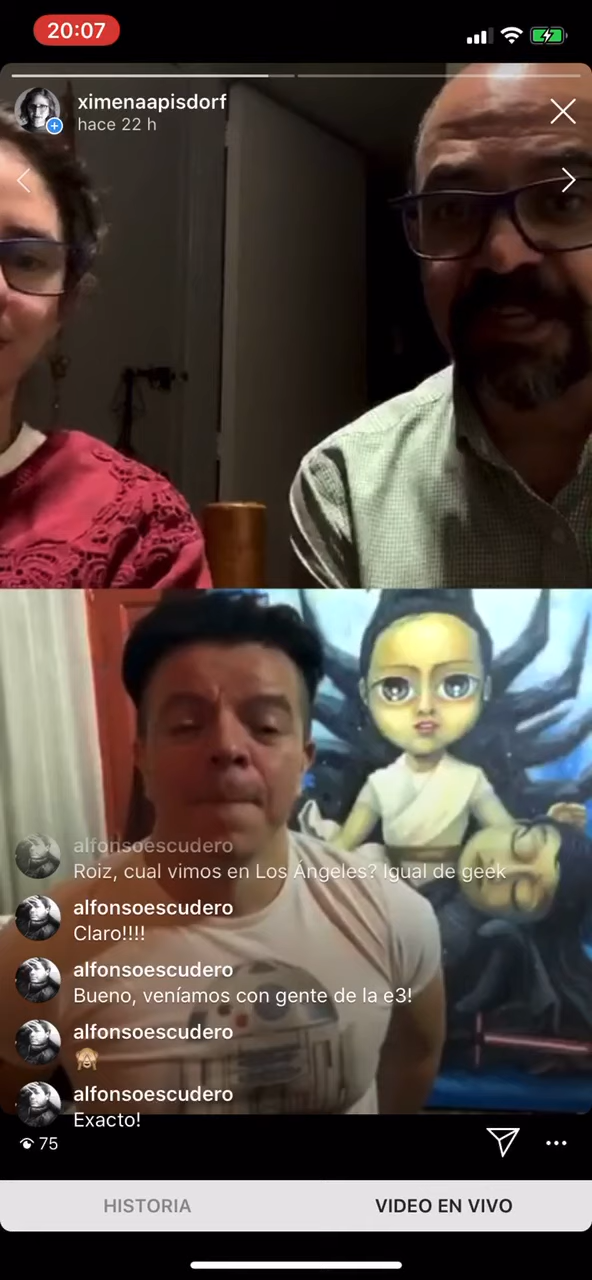 20:07
ximenaapisdorf
hace 22 h
alfonsoescudero
Roiz, cual vimos en Los Ángeles? Igual de geek
alfonsoescudero
Claro!!!!
alfonsoescudero
Bueno, veníamos con gente de la e3!
alfonsoescudero
🙈
alfonsoescudero
Exacto!
75
HISTORIA
VIDEO EN VIVO